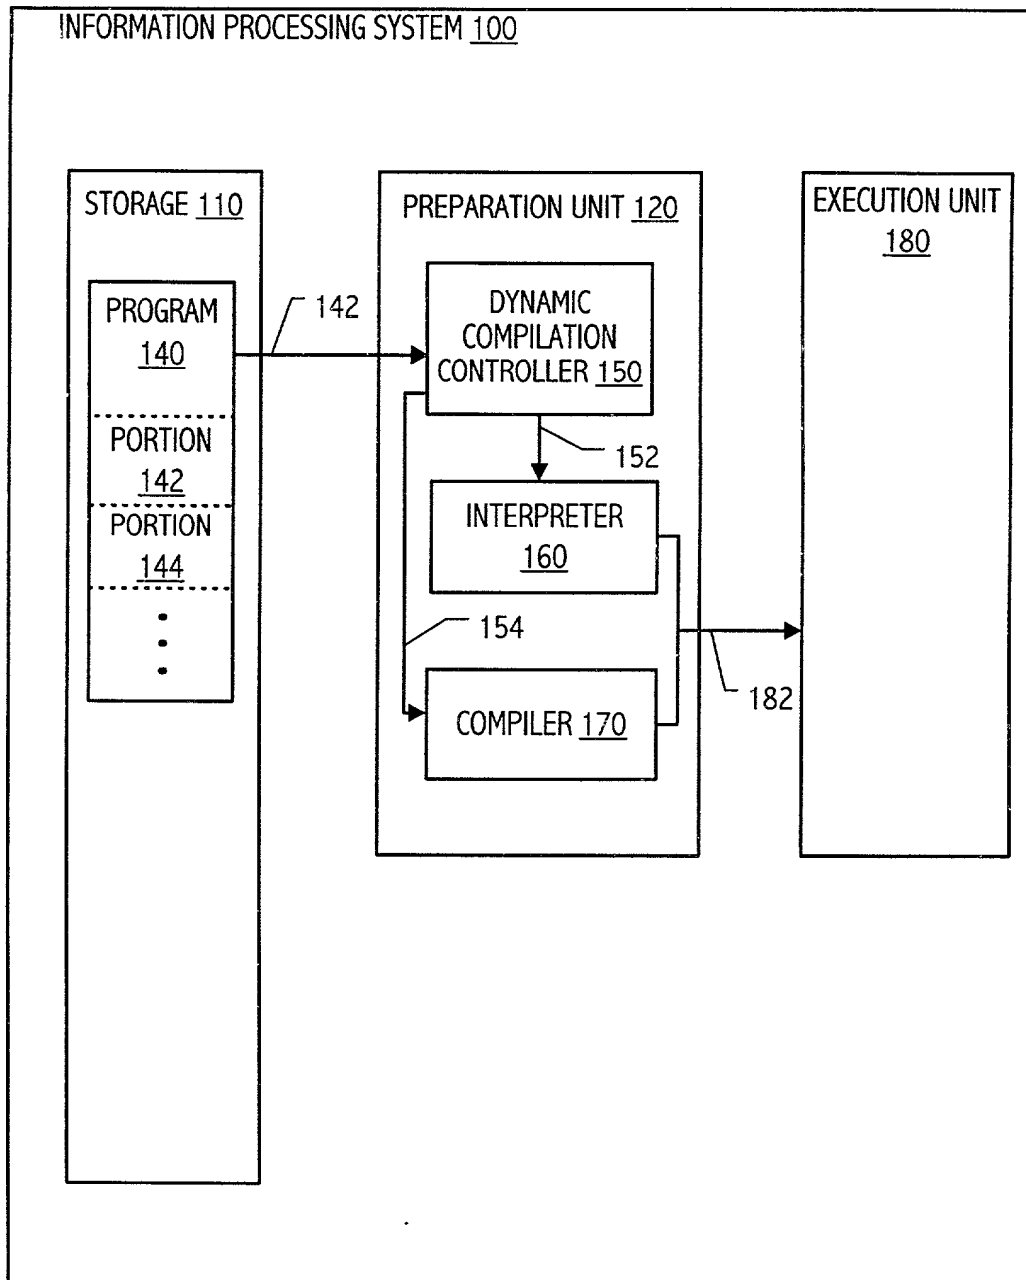 INFORMATION PROCESSING SYSTEM 100
STORAGE 110
PROGRAM
140
PORTION
142
PORTION
144
142
PREPARATION UNIT 120
DYNAMIC
COMPILATION
CONTROLLER 150
152
INTERPRETER
160
154
COMPILER 170
182
EXECUTION UNIT
180